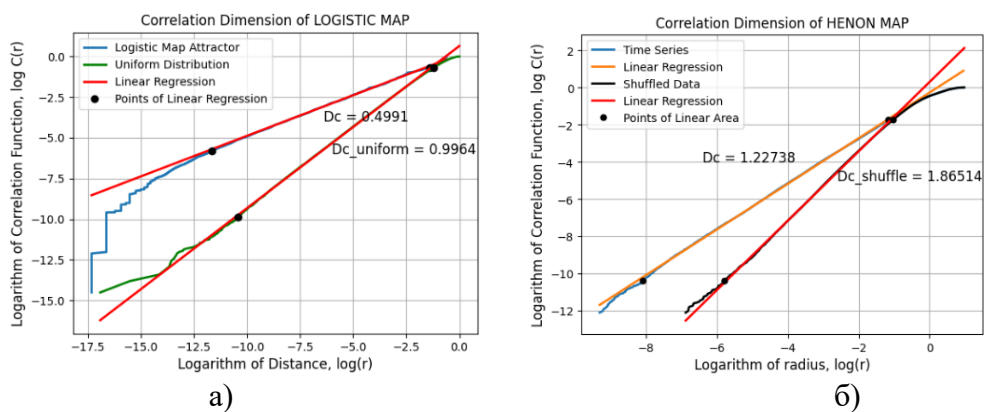 Correlation Dimension of LOGISTIC MAP
Logistic Map Attractor
Uniform Distribution
Linear Regression
Points of Linear Regression
Dc = 0.4991
Dc_uniform = 0.9964
Logarithm of Correlation Function, log C(r)
0.0
−2.5
−5.0
−7.5
−10.0
−12.5
−15.0
−17.5 −15.0 −12.5 −10.0 −7.5 −5.0 −2.5 0.0
Logarithm of Distance, log(r)
а)
Correlation Dimension of HENON MAP
Time Series
Linear Regression
Shuffled Data
Linear Regression
Points of Linear Area
Dc = 1.22738
Dc_shuffle = 1.86514
Logarithm of Correlation Function, log C(r)
2
0
−2
−4
−6
−8
−10
−12
−8 −6 −4 −2 0
Logarithm of radius, log(r)
б)